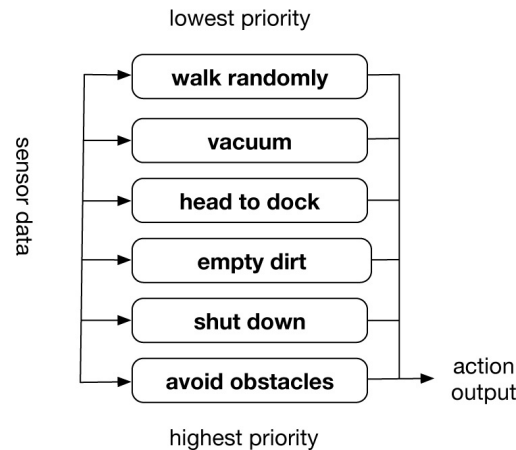 lowest priority
walk randomly
vacuum
head to dock
empty dirt
shut down
avoid obstacles
highest priority
sensor data
action
output